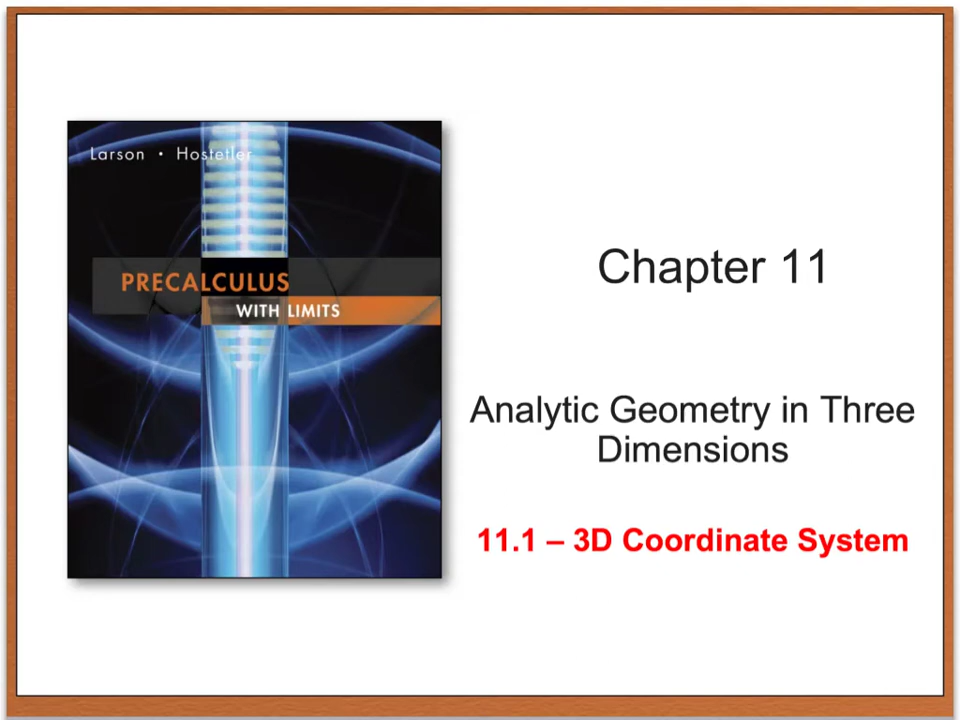 Larson • Hostetler
PRECALCULUS
WITH LIMITS
Chapter 11
Analytic Geometry in Three
Dimensions
11.1 – 3D Coordinate System